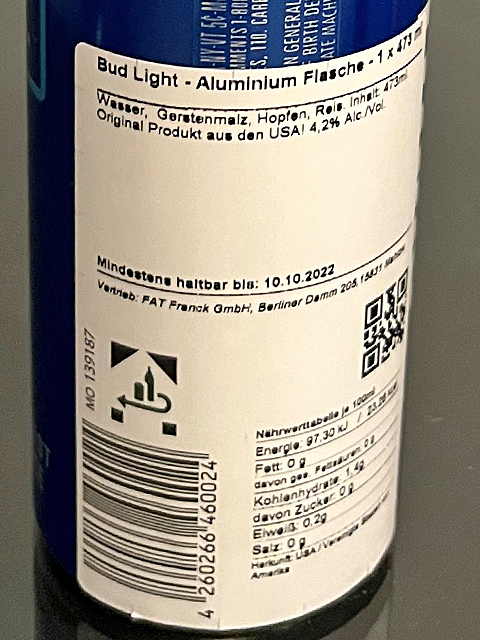 Bud Light - Aluminium Flasche - 1 x 473 ml
Wasser, Gerstenmalz, Hopfen, Reis. Inhalt: 473ml
Original Produkt aus den USA! 4,2% Alc./Vol.
Mindestens haltbar bis: 10.10.2022
Vertrieb: FAT Franck GmbH, Berliner Damm 205, 15831
MO 139187
Nährwerttabelle je 100ml
Energie: 97,30 kJ /
Fett: 0 g
davon ges. Fettsäuren: 0 g
Kohlenhydrate: 1,4g
davon Zucker: 0 g
Eiweiß: 0,2g
Salz: 0 g
Herkunft: USA / Vereinigte
Amerika
4 260266 460024